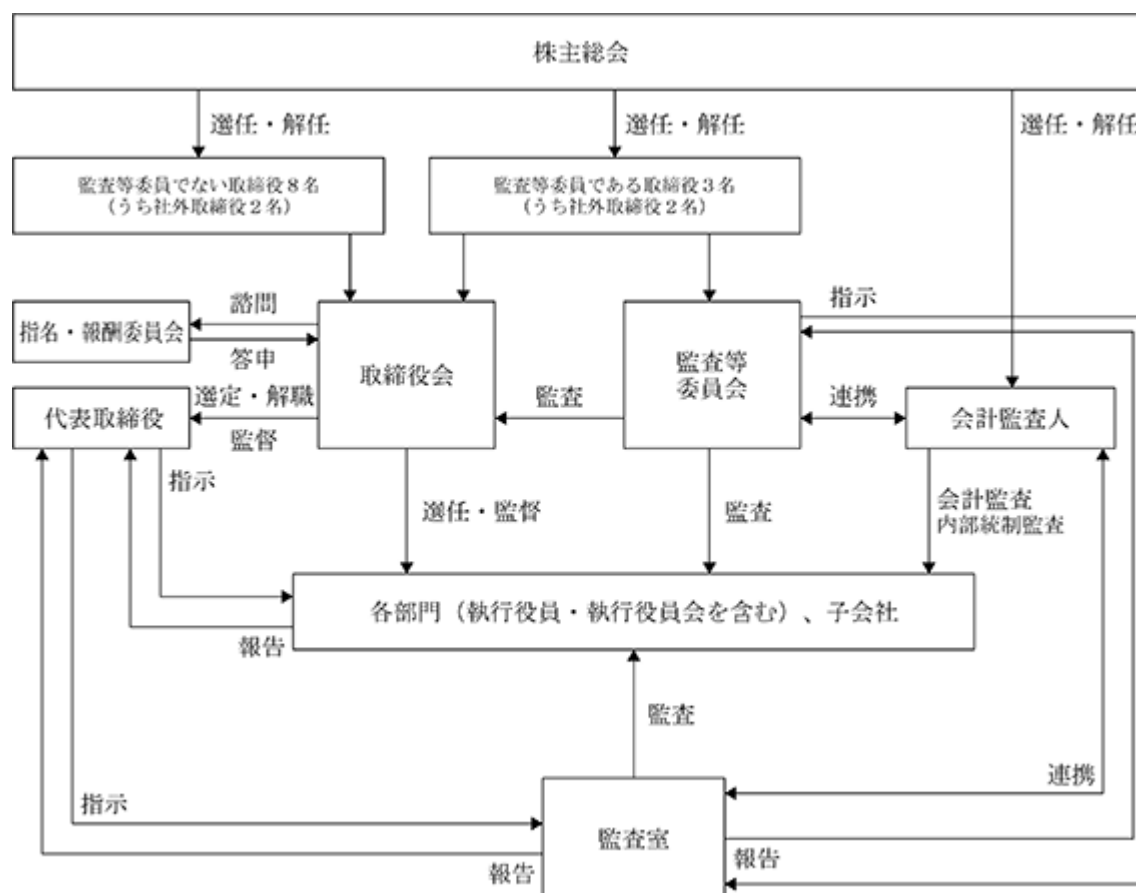 株主総会
選任・解任
選任・解任
選任・解任
監査等委員でない取締役8名
(うち社外取締役2名)
監査等委員である取締役3名
(うち社外取締役2名)
諮問
指名・報酬委員会
答申
取締役会
監査等
委員会
指示
選定・解職
代表取締役
監督
監査
連携
会計監査人
指示
選任・監督
監査
会計監査
内部統制監査
各部門(執行役員・執行役員会を含む)、子会社
報告
監査
連携
指示
監査室
報告
報告